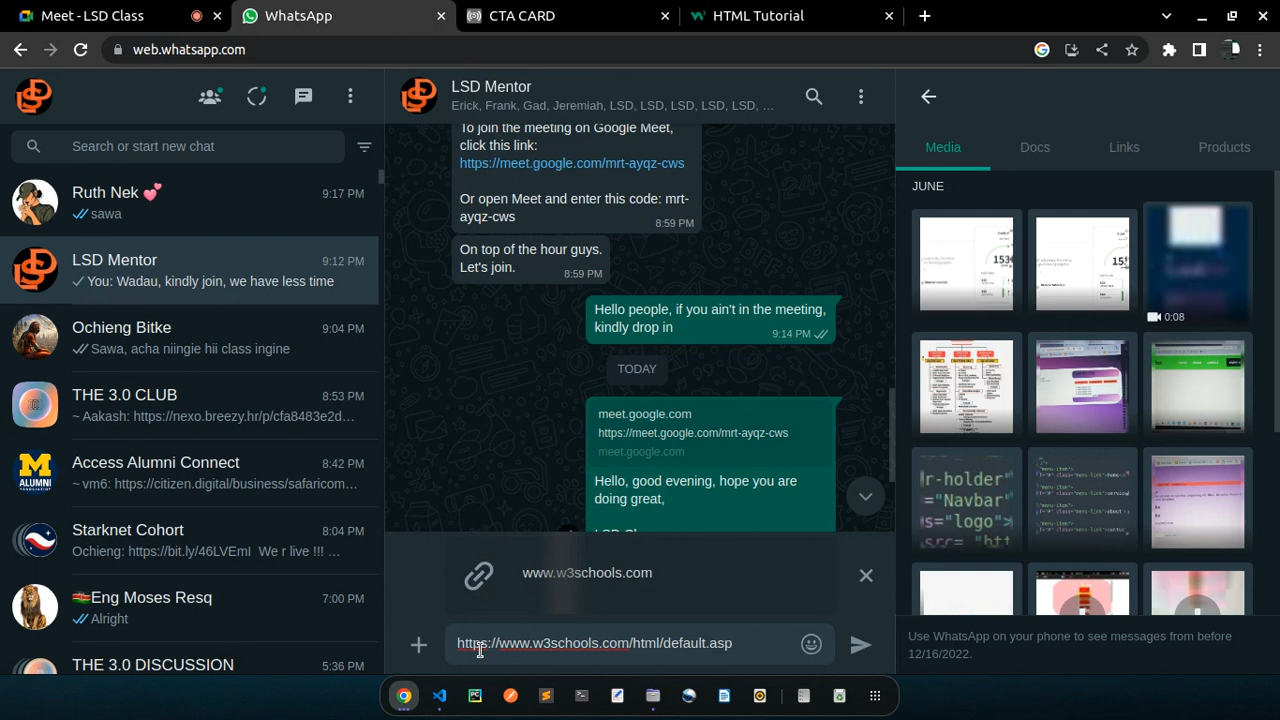 Meet - LSD Class
WhatsApp
CTA CARD
HTML Tutorial
web.whatsapp.com
LSD Mentor
Erick, Frank, Gad, Jeremiah, LSD, LSD, LSD, LSD, LSD, ...
Search or start new chat
Ruth Nek 💕
9:17 PM
sawa
LSD Mentor
9:12 PM
You: Wadau, kindly join, we have less time
Ochieng Bitke
9:04 PM
Sawa, acha niingie hii class ingine
THE 3.0 CLUB
8:53 PM
~ Aakash: https://nexo.breezy.hr/p/cfa8483e2d...
Access Alumni Connect
8:42 PM
~ vm6: https://citizen.digital/business/safaricom...
Starknet Cohort
8:04 PM
Ochieng: https://bit.ly/46LVEmI We r live !!! ...
🇰🇪Eng Moses Resq
7:00 PM
Alright
THE 3.0 DISCUSSION
5:36 PM
To join the meeting on Google Meet,
click this link:
https://meet.google.com/mrt-ayqz-cws
Or open Meet and enter this code: mrt-
ayqz-cws
8:59 PM
On top of the hour guys.
Let's join.
8:59 PM
Hello people, if you ain't in the meeting,
kindly drop in
9:14 PM
TODAY
meet.google.com
https://meet.google.com/mrt-ayqz-cws
meet.google.com
Hello, good evening, hope you are
doing great,
www.w3schools.com
https://www.w3schools.com/html/default.asp
Media
Docs
Links
Products
JUNE
0:08
r-holder"
="Navbar"
s="logo">
Use WhatsApp on your phone to see messages from before
12/16/2022.